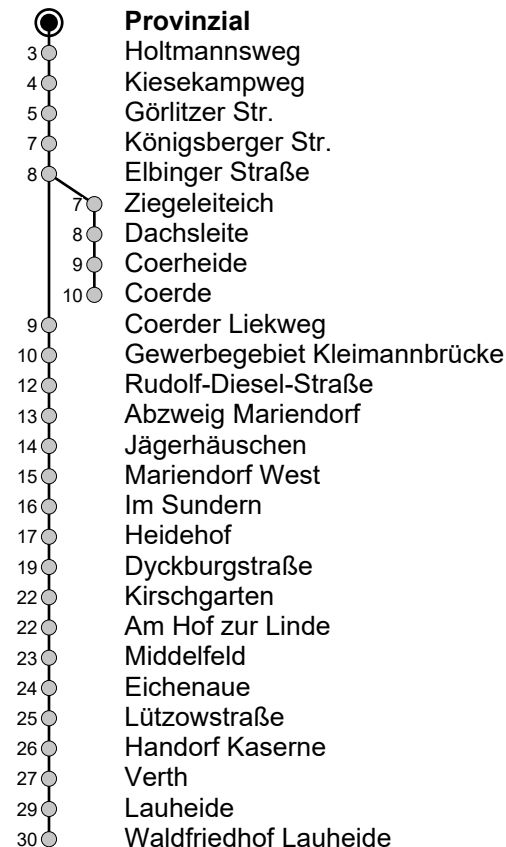 Provinzial
3 Holtmannsweg
4 Kiesekampweg
5 Görlitzer Str.
7 Königsberger Str.
8 Elbinger Straße
7 Ziegeleiteich
8 Dachsleite
9 Coerheide
10 Coerde
9 Coerder Liekweg
10 Gewerbegebiet Kleimannbrücke
12 Rudolf-Diesel-Straße
13 Abzweig Mariendorf
14 Jägerhäuschen
15 Mariendorf West
16 Im Sundern
17 Heidehof
19 Dyckburgstraße
22 Kirschgarten
22 Am Hof zur Linde
23 Middelfeld
24 Eichenaue
25 Lützowstraße
26 Handorf Kaserne
27 Verth
29 Lauheide
30 Waldfriedhof Lauheide